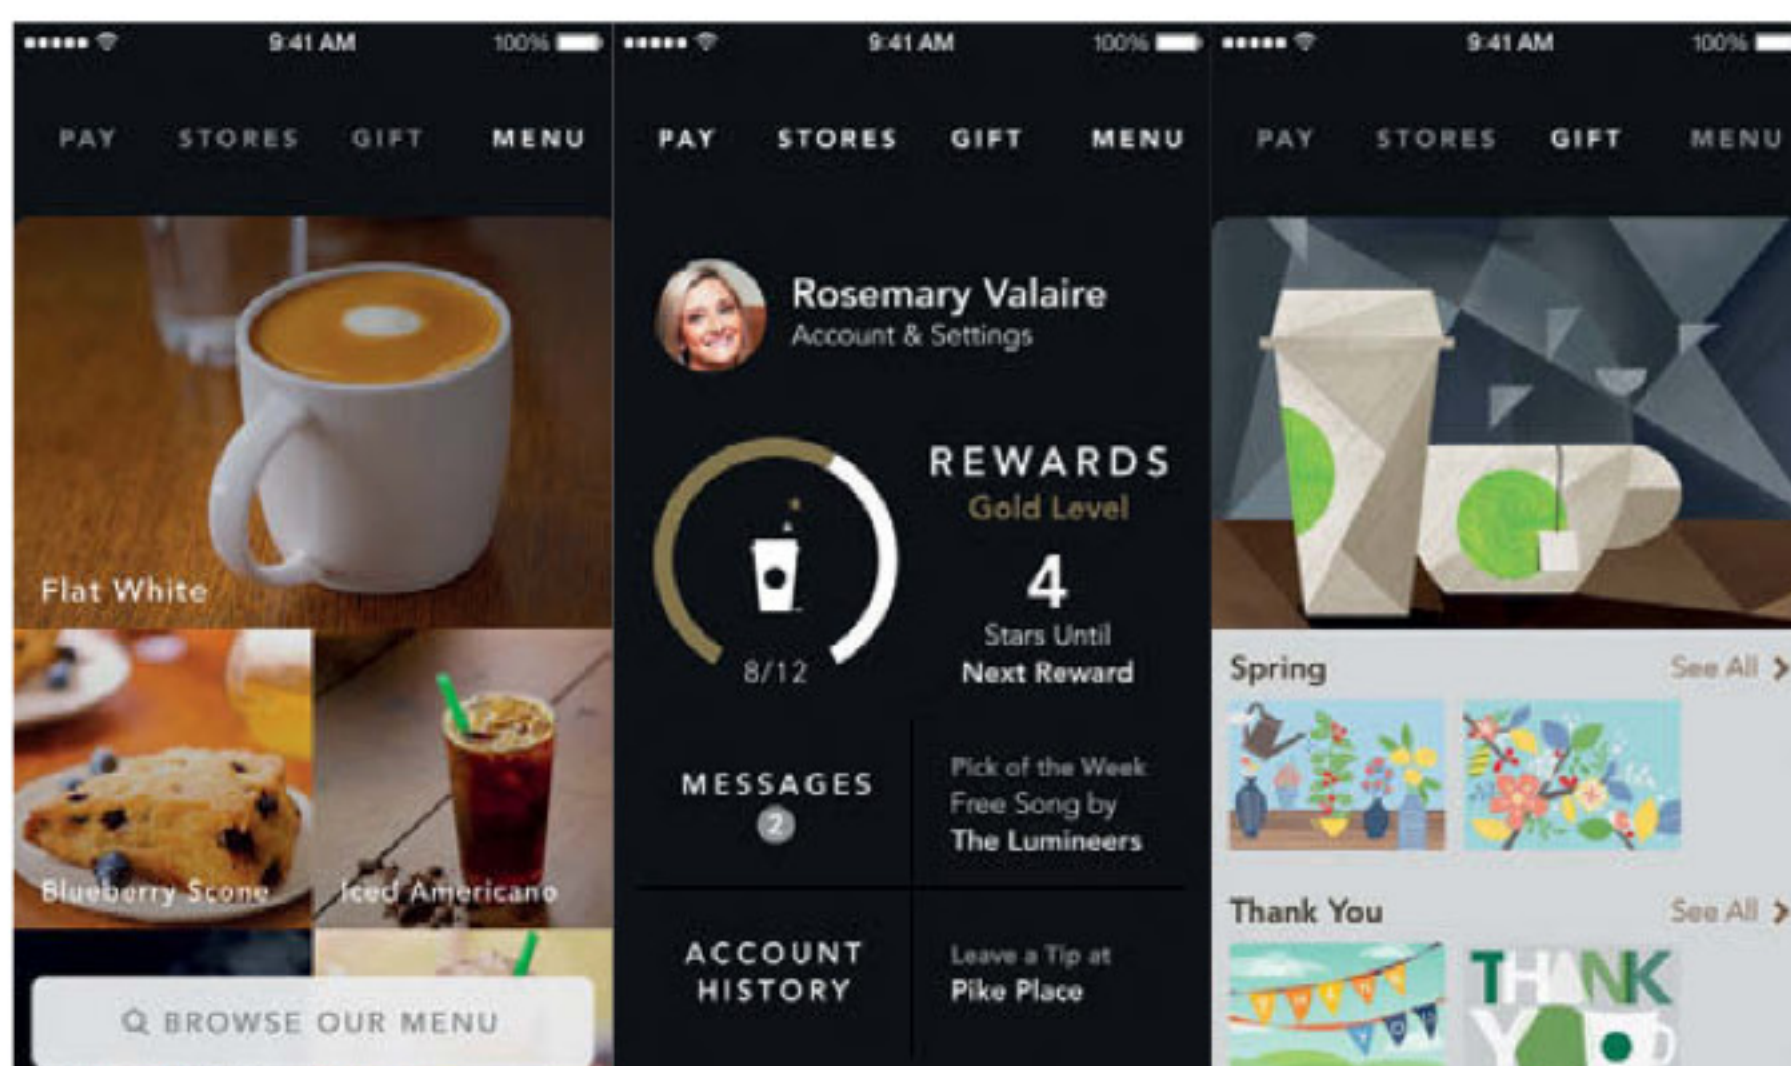 9:41 AM
100%
PAY STORES GIFT MENU
Flat White
Blueberry Scone
Iced Americano
BROWSE OUR MENU
9:41 AM
100%
PAY STORES GIFT MENU
Rosemary Valaire
Account & Settings
8/12
REWARDS
Gold Level
4
Stars Until
Next Reward
MESSAGES
2
Pick of the Week
Free Song by
The Lumineers
ACCOUNT
HISTORY
Leave a Tip at
Pike Place
9:41 AM
100%
PAY STORES GIFT MENU
Spring
See All >
Thank You
See All >
THANK
YOU
THANK
YOU